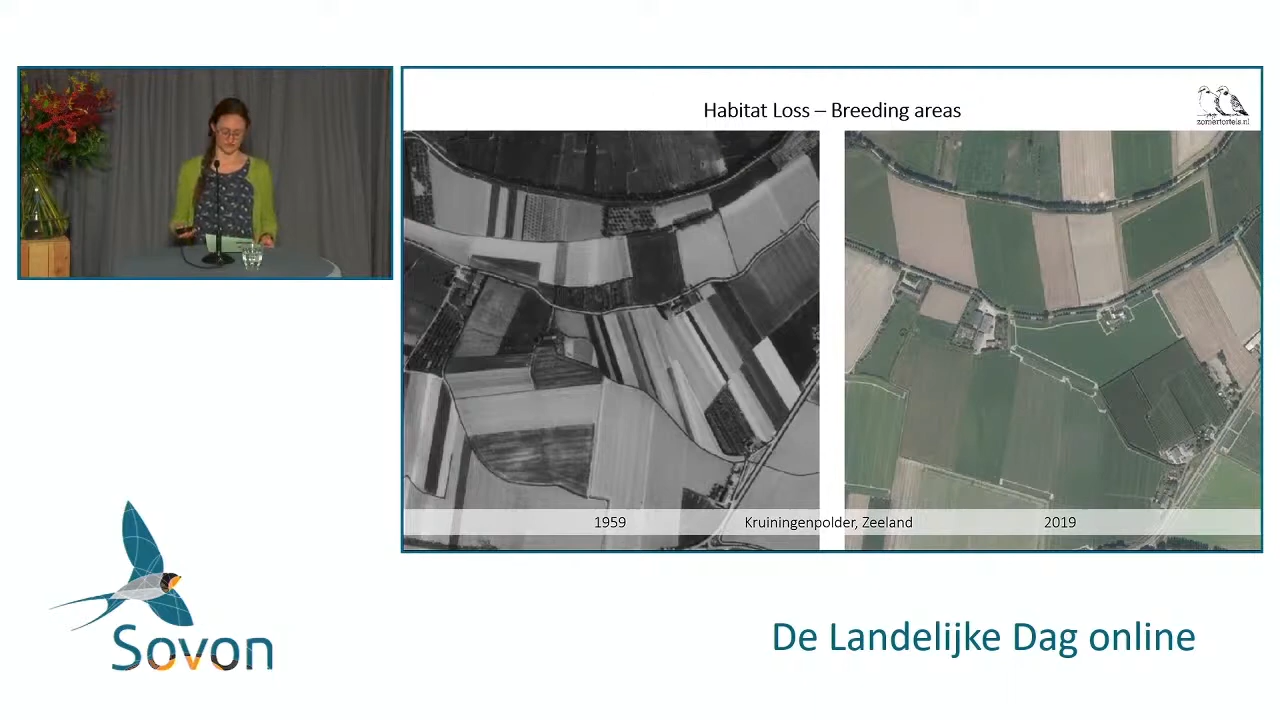 Habitat Loss – Breeding areas
zomertortels.nl
1959
Kruiningenpolder, Zeeland
2019
Sovon
De Landelijke Dag online